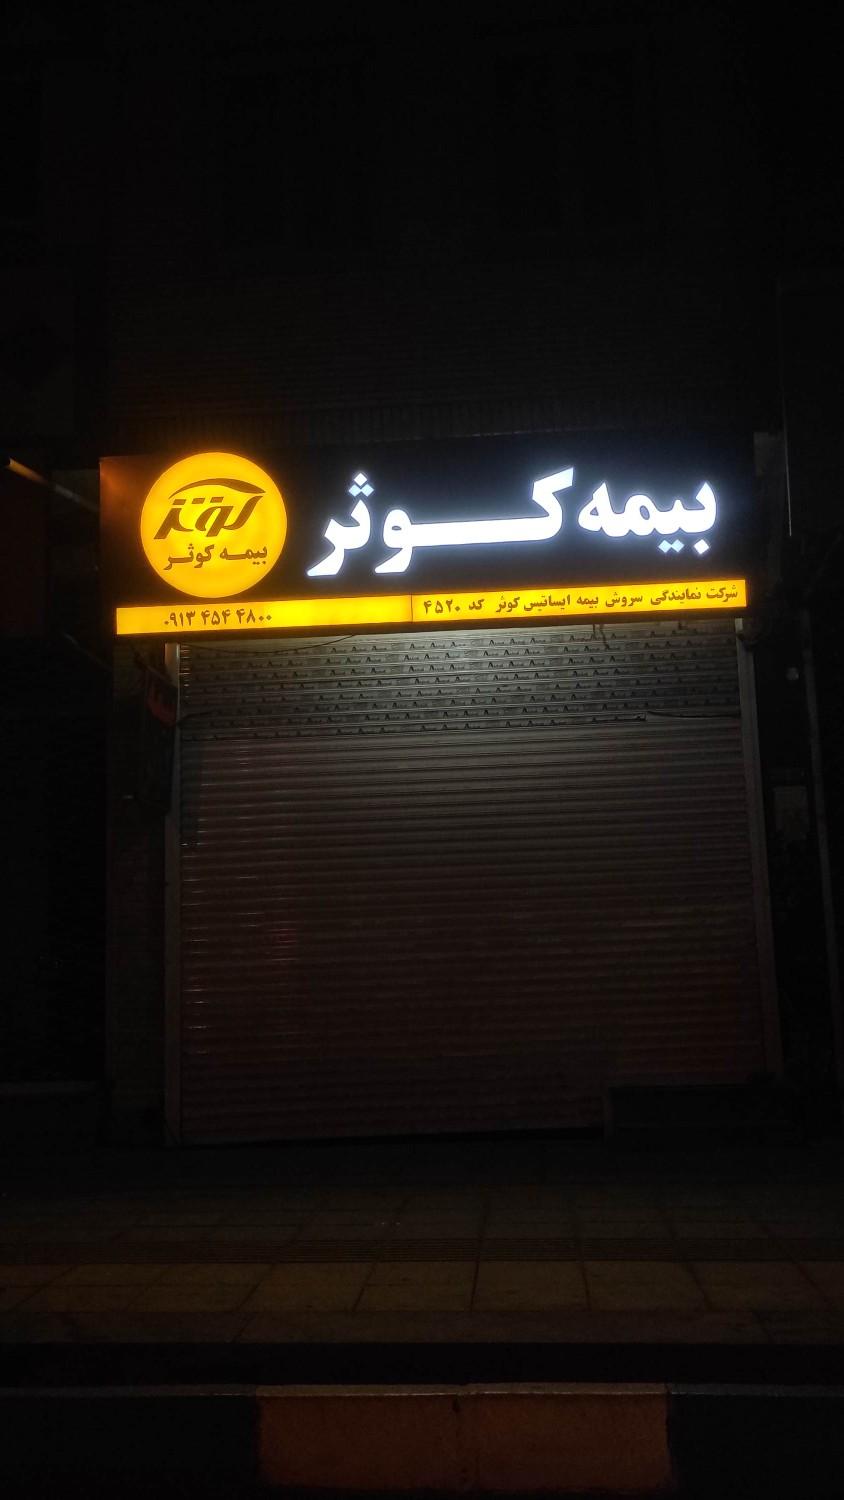 بیمه کوثر
کوثر
بیمه کوثر
شرکت نمایندگی سروش بیمه ایساتیس کوثر کد ۴۵۲۰
۰۹۱۳ ۴۵۴ ۴۸۰۰